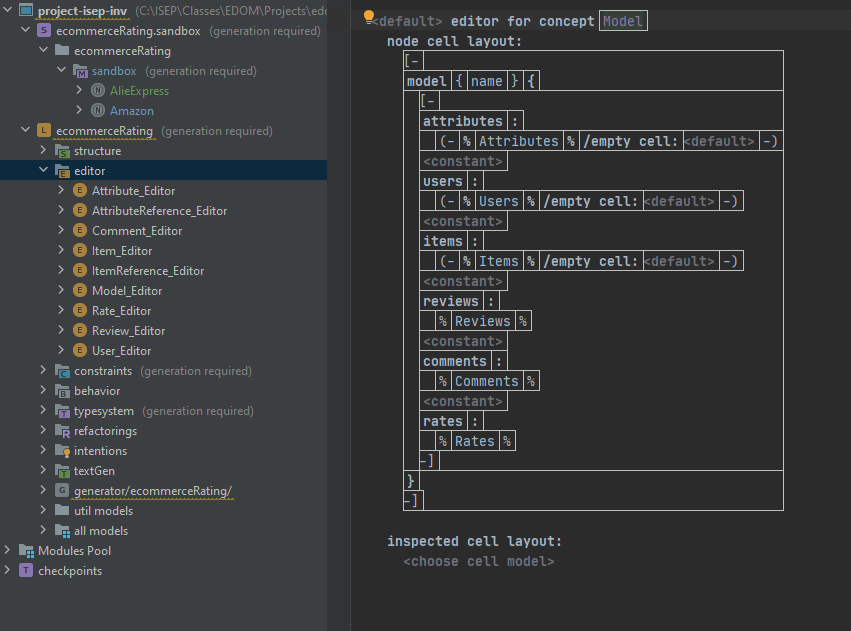 project-isep-inv (C:\ISEP\Classes\EDOM\Projects\edo
S ecommerceRating.sandbox (generation required)
ecommerceRating
M sandbox (generation required)
N AlieExpress
N Amazon
L ecommerceRating (generation required)
S structure
E editor
E Attribute_Editor
E AttributeReference_Editor
E Comment_Editor
E Item_Editor
E ItemReference_Editor
E Model_Editor
E Rate_Editor
E Review_Editor
E User_Editor
C constraints (generation required)
B behavior
T typesystem (generation required)
R refactorings
intentions
T textGen
G generator/ecommerceRating/
util models
all models
Modules Pool
T checkpoints
<default> editor for concept Model
node cell layout:
[-
model { name } {
[-
attributes :
(- % Attributes % /empty cell: <default> -)
<constant>
users :
(- % Users % /empty cell: <default> -)
<constant>
items :
(- % Items % /empty cell: <default> -)
<constant>
reviews :
% Reviews %
<constant>
comments :
% Comments %
<constant>
rates :
% Rates %
-]
}
-]
inspected cell layout:
<choose cell model>